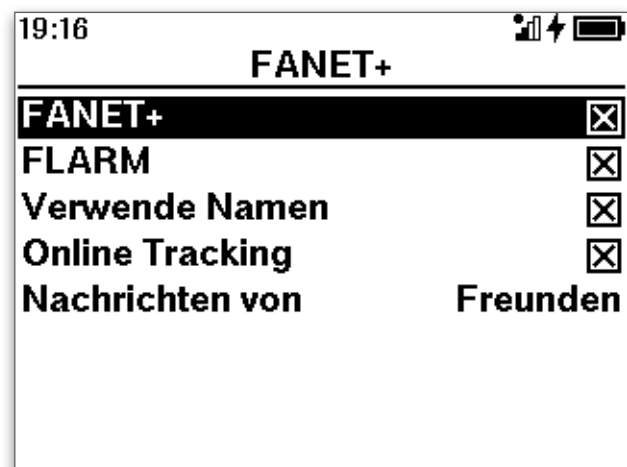 19:16
FANET+
FANET+
FLARM
Verwende Namen
Online Tracking
Nachrichten von Freunden